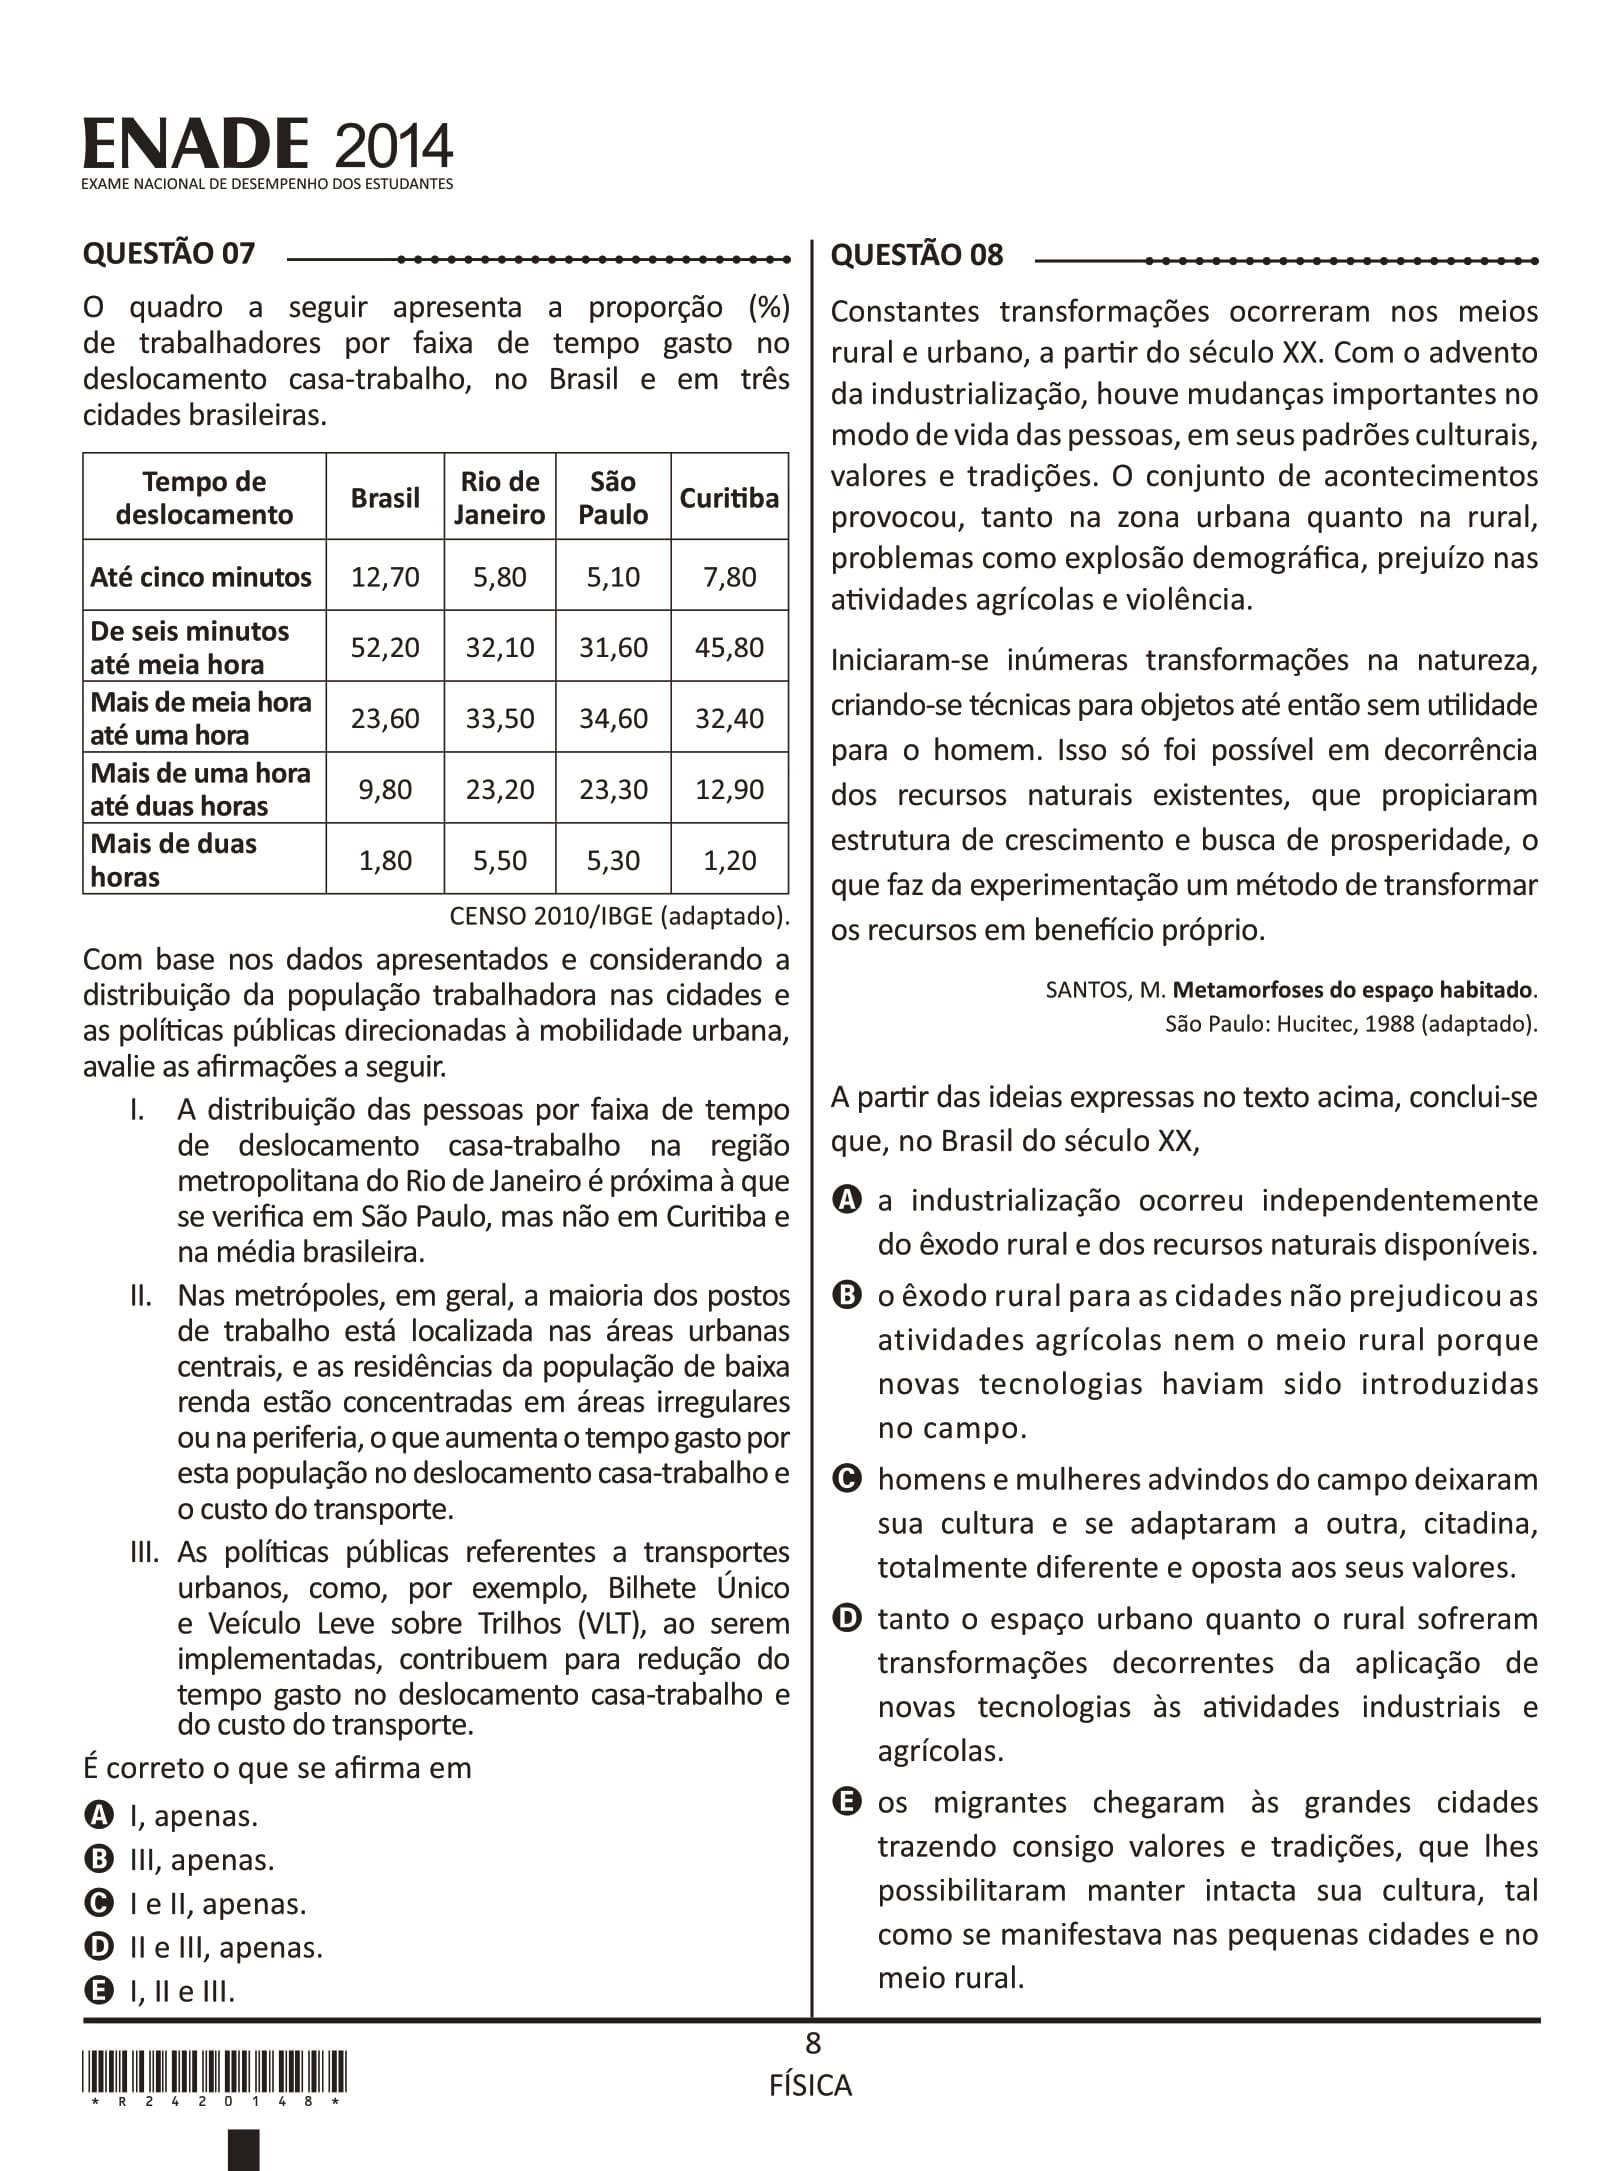 ENADE 2014
EXAME NACIONAL DE DESEMPENHO DOS ESTUDANTES
QUESTÃO 07
O quadro a seguir apresenta a proporção (%)
de trabalhadores por faixa de tempo gasto no
deslocamento casa-trabalho, no Brasil e em três
cidades brasileiras.
Tempo de deslocamento Brasil Rio de Janeiro São Paulo Curitiba
Até cinco minutos 12,70 5,80 5,10 7,80
De seis minutos até meia hora 52,20 32,10 31,60 45,80
Mais de meia hora até uma hora 23,60 33,50 34,60 32,40
Mais de uma hora até duas horas 9,80 23,20 23,30 12,90
Mais de duas horas 1,80 5,50 5,30 1,20
CENSO 2010/IBGE (adaptado).
Com base nos dados apresentados e considerando a
distribuição da população trabalhadora nas cidades e
as políticas públicas direcionadas à mobilidade urbana,
avalie as afirmações a seguir.
I. A distribuição das pessoas por faixa de tempo
de deslocamento casa-trabalho na região
metropolitana do Rio de Janeiro é próxima à que
se verifica em São Paulo, mas não em Curitiba e
na média brasileira.
II. Nas metrópoles, em geral, a maioria dos postos
de trabalho está localizada nas áreas urbanas
centrais, e as residências da população de baixa
renda estão concentradas em áreas irregulares
ou na periferia, o que aumenta o tempo gasto por
esta população no deslocamento casa-trabalho e
o custo do transporte.
III. As políticas públicas referentes a transportes
urbanos, como, por exemplo, Bilhete Único
e Veículo Leve sobre Trilhos (VLT), ao serem
implementadas, contribuem para redução do
tempo gasto no deslocamento casa-trabalho e
do custo do transporte.
É correto o que se afirma em
A I, apenas.
B III, apenas.
C I e II, apenas.
D II e III, apenas.
E I, II e III.
QUESTÃO 08
Constantes transformações ocorreram nos meios
rural e urbano, a partir do século XX. Com o advento
da industrialização, houve mudanças importantes no
modo de vida das pessoas, em seus padrões culturais,
valores e tradições. O conjunto de acontecimentos
provocou, tanto na zona urbana quanto na rural,
problemas como explosão demográfica, prejuízo nas
atividades agrícolas e violência.
Iniciaram-se inúmeras transformações na natureza,
criando-se técnicas para objetos até então sem utilidade
para o homem. Isso só foi possível em decorrência
dos recursos naturais existentes, que propiciaram
estrutura de crescimento e busca de prosperidade, o
que faz da experimentação um método de transformar
os recursos em benefício próprio.
SANTOS, M. Metamorfoses do espaço habitado.
São Paulo: Hucitec, 1988 (adaptado).
A partir das ideias expressas no texto acima, conclui-se
que, no Brasil do século XX,
A a industrialização ocorreu independentemente
do êxodo rural e dos recursos naturais disponíveis.
B o êxodo rural para as cidades não prejudicou as
atividades agrícolas nem o meio rural porque
novas tecnologias haviam sido introduzidas
no campo.
C homens e mulheres advindos do campo deixaram
sua cultura e se adaptaram a outra, citadina,
totalmente diferente e oposta aos seus valores.
D tanto o espaço urbano quanto o rural sofreram
transformações decorrentes da aplicação de
novas tecnologias às atividades industriais e
agrícolas.
E os migrantes chegaram às grandes cidades
trazendo consigo valores e tradições, que lhes
possibilitaram manter intacta sua cultura, tal
como se manifestava nas pequenas cidades e no
meio rural.
8
FÍSICA
* R 2 4 2 0 1 4 8 *